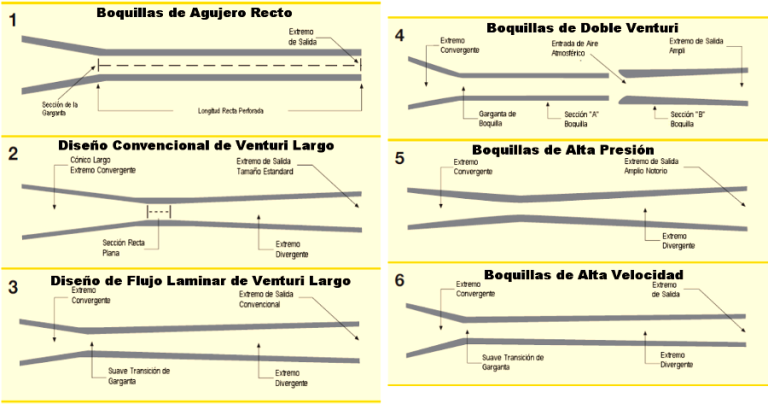 1
Boquillas de Agujero Recto
Extremo
de Salida
Sección de la
Garganta
Longitud Recta Perforada
2
Diseño Convencional de Venturi Largo
Cónico Largo
Extremo Convergente
Extremo de Salida
Tamaño Estandard
Sección Recta
Plana
Extremo
Divergente
3
Diseño de Flujo Laminar de Venturi Largo
Extremo
Convergente
Extremo de Salida
Convencional
Suave Transición de
Garganta
Extremo
Divergente
4
Boquillas de Doble Venturi
Extremo
Convergente
Entrada de Aire
Atmosférico
Extremo de Salida
Ampli
Garganta de
Boquilla
Sección "A"
Boquilla
Sección "B"
Boquilla
5
Boquillas de Alta Presión
Extremo
Convergente
Extremo de Salida
Amplio Notorio
Extremo
Divergente
6
Boquillas de Alta Velocidad
Extremo
Convergente
Extremo
de Salida
Suave Transición de
Garganta
Extremo
Divergente